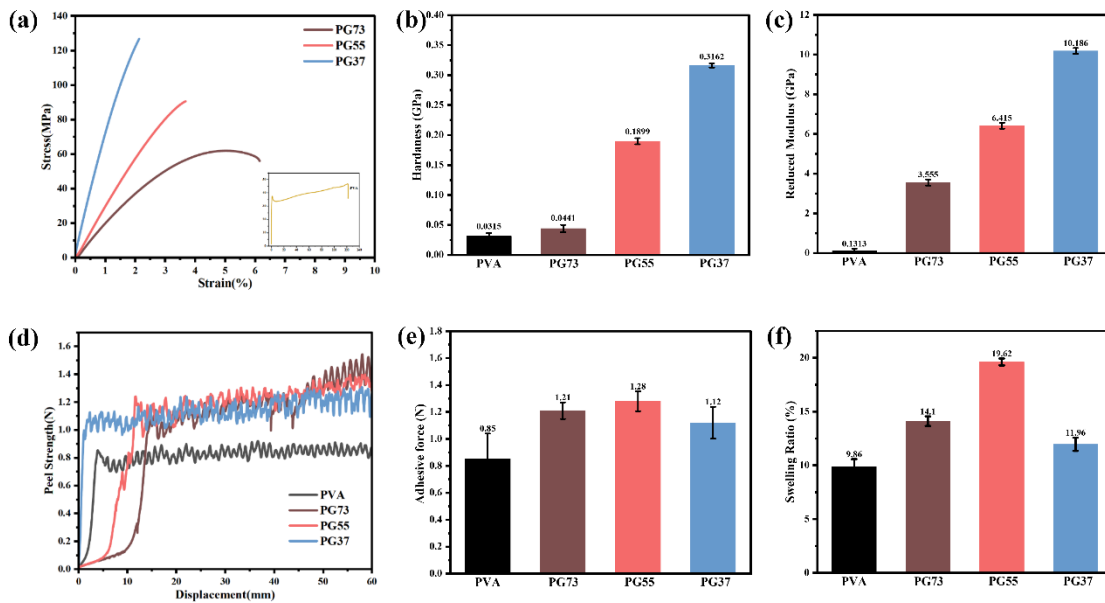 (a)
PG73
PG55
PG37
140
120
100
80
60
40
20
0
Stress(MPa)
PVA
0 1 2 3 4 5 6 7 8 9 10
Strain(%)
(b)
0.40
0.35
0.30
0.25
0.20
0.15
0.10
0.05
0.00
Hardaness (GPa)
0.0315
0.0441
0.1899
0.3162
PVA PG73 PG55 PG37
(c)
10
8
6
4
2
0
Reduced Modulus (GPa)
0.1313
3.555
6.415
10.186
PVA PG73 PG55 PG37
(d)
1.6
1.4
1.2
1.0
0.8
0.6
0.4
0.2
0.0
Peel Strength(N)
PVA
PG73
PG55
PG37
0 10 20 30 40 50 60
Displacement(mm)
(e)
1.8
1.6
1.4
1.2
1.0
0.8
0.6
0.4
0.2
0.0
Adhesive force (N)
0.85
1.21
1.28
1.12
PVA PG73 PG55 PG37
(f)
20
15
10
5
0
Swelling Ratio (%)
9.86
14.1
19.62
11.96
PVA PG73 PG55 PG37